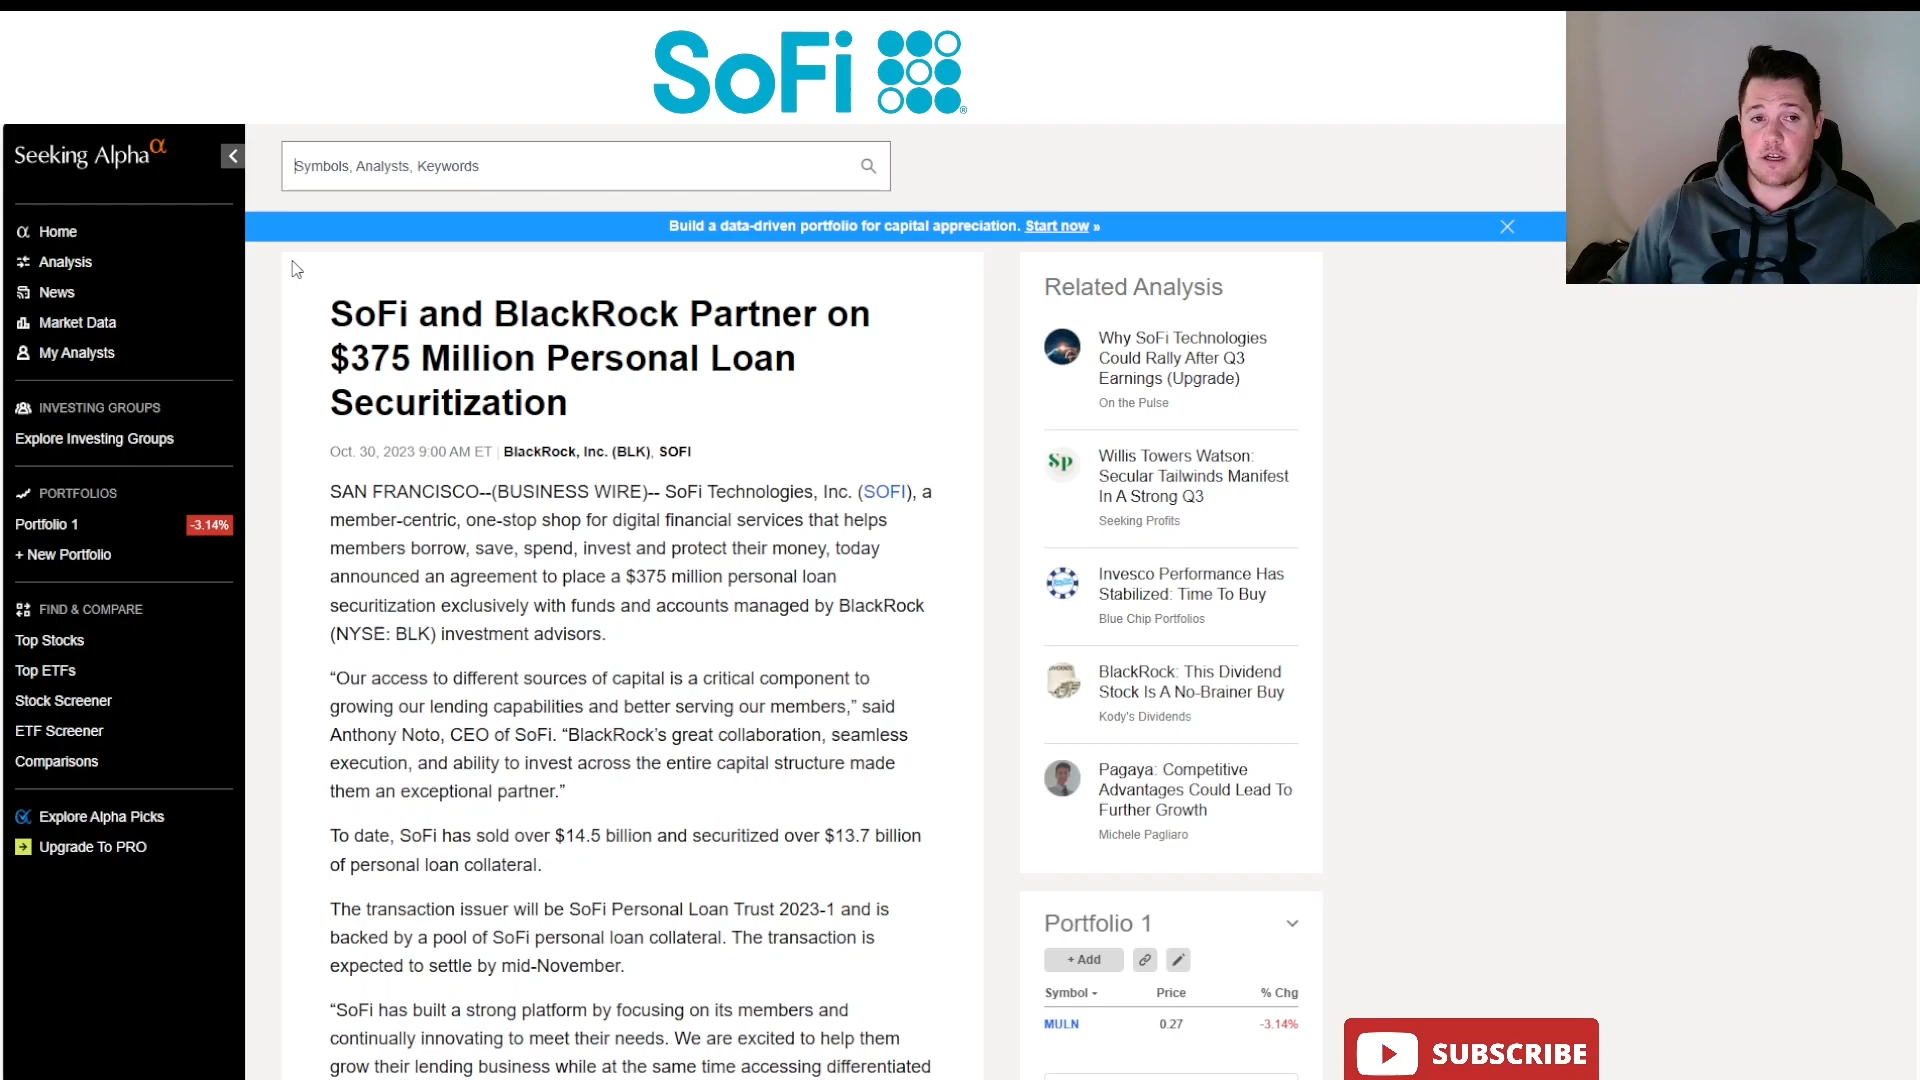 SoFi
®
Seeking Alpha α
Symbols, Analysts, Keywords
Build a data-driven portfolio for capital appreciation. Start now »
Home
Analysis
News
Market Data
My Analysts
INVESTING GROUPS
Explore Investing Groups
PORTFOLIOS
Portfolio 1 -3.14%
+ New Portfolio
FIND & COMPARE
Top Stocks
Top ETFs
Stock Screener
ETF Screener
Comparisons
Explore Alpha Picks
Upgrade To PRO
SoFi and BlackRock Partner on
$375 Million Personal Loan
Securitization
Oct. 30, 2023 9:00 AM ET | BlackRock, Inc. (BLK), SOFI
SAN FRANCISCO--(BUSINESS WIRE)-- SoFi Technologies, Inc. (SOFI), a
member-centric, one-stop shop for digital financial services that helps
members borrow, save, spend, invest and protect their money, today
announced an agreement to place a $375 million personal loan
securitization exclusively with funds and accounts managed by BlackRock
(NYSE: BLK) investment advisors.
“Our access to different sources of capital is a critical component to
growing our lending capabilities and better serving our members,” said
Anthony Noto, CEO of SoFi. “BlackRock’s great collaboration, seamless
execution, and ability to invest across the entire capital structure made
them an exceptional partner.”
To date, SoFi has sold over $14.5 billion and securitized over $13.7 billion
of personal loan collateral.
The transaction issuer will be SoFi Personal Loan Trust 2023-1 and is
backed by a pool of SoFi personal loan collateral. The transaction is
expected to settle by mid-November.
“SoFi has built a strong platform by focusing on its members and
continually innovating to meet their needs. We are excited to help them
grow their lending business while at the same time accessing differentiated
Related Analysis
Why SoFi Technologies
Could Rally After Q3
Earnings (Upgrade)
On the Pulse
Sp
Willis Towers Watson:
Secular Tailwinds Manifest
In A Strong Q3
Seeking Profits
Invesco Performance Has
Stabilized: Time To Buy
Blue Chip Portfolios
BlackRock: This Dividend
Stock Is A No-Brainer Buy
Kody's Dividends
Pagaya: Competitive
Advantages Could Lead To
Further Growth
Michele Pagliaro
Portfolio 1
+ Add
Symbol Price % Chg
MULN 0.27 -3.14%
SUBSCRIBE